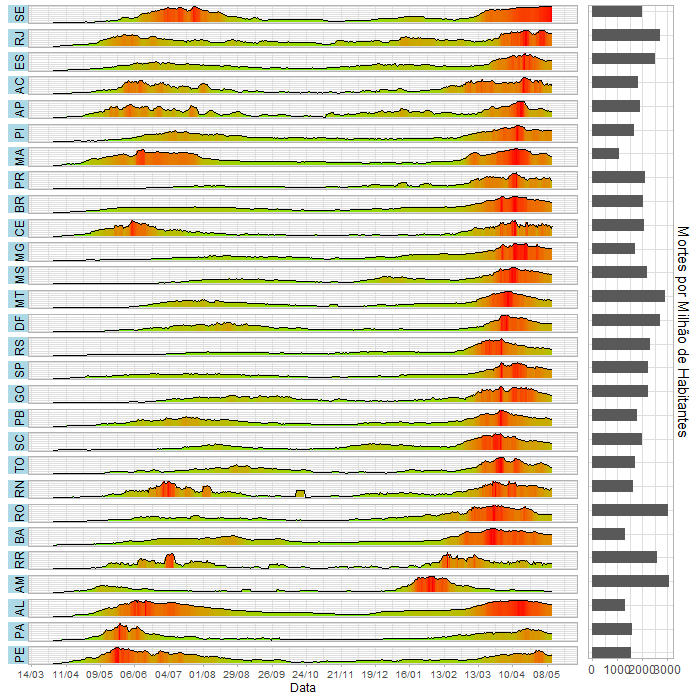 SE
RJ
ES
AC
AP
PI
MA
PR
BR
CE
MG
MS
MT
DF
RS
SP
GO
PB
SC
TO
RN
RO
BA
RR
AM
AL
PA
PE
14/03 11/04 09/05 06/06 04/07 01/08 29/08 26/09 24/10 21/11 19/12 16/01 13/02 13/03 10/04 08/05
Data
0 1000 2000 3000
Mortes por Milhão de Habitantes